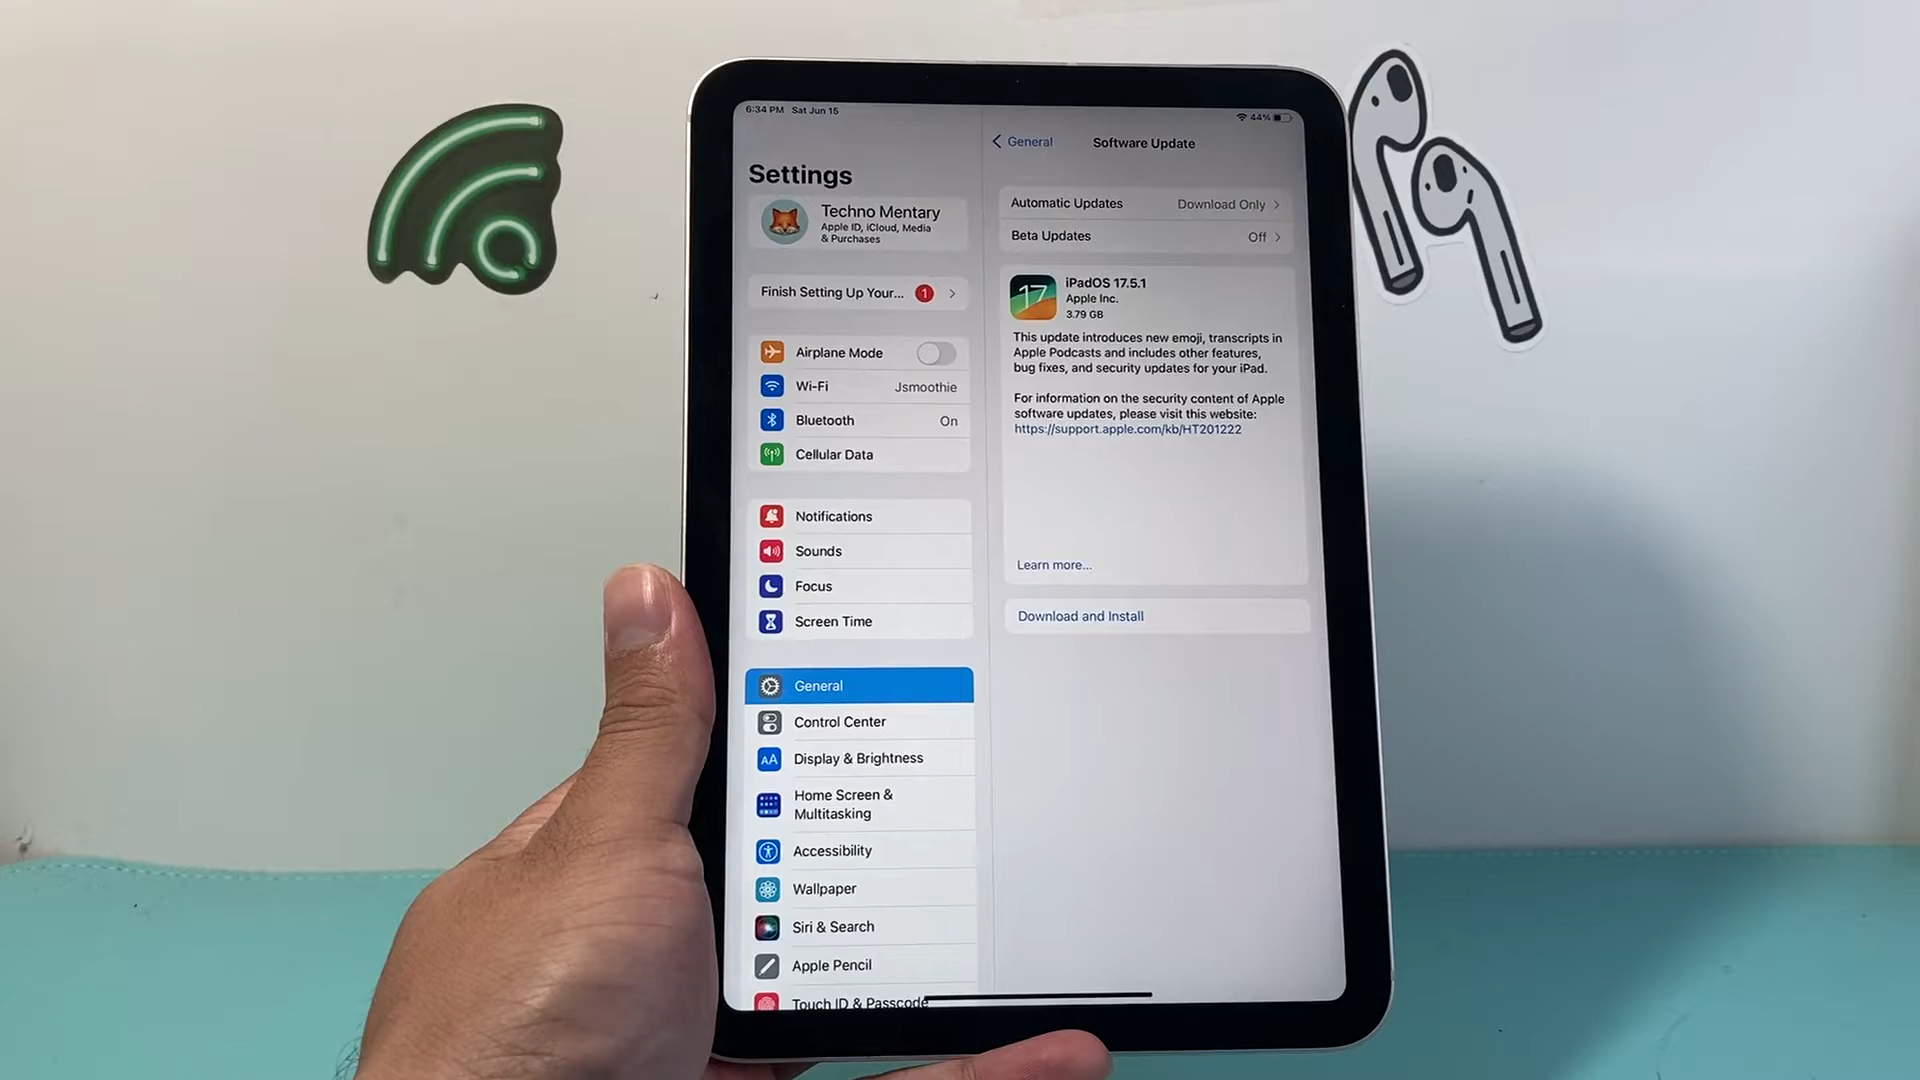 6:34 PM Sat Jun 15
44%
Settings
Techno Mentary
Apple ID, iCloud, Media
& Purchases
Finish Setting Up Your... 1
Airplane Mode
Wi-Fi Jsmoothie
Bluetooth On
Cellular Data
Notifications
Sounds
Focus
Screen Time
General
Control Center
AA Display & Brightness
Home Screen &
Multitasking
Accessibility
Wallpaper
Siri & Search
Apple Pencil
Touch ID & Passcode
General Software Update
Automatic Updates Download Only
Beta Updates Off
17
iPadOS 17.5.1
Apple Inc.
3.79 GB
This update introduces new emoji, transcripts in
Apple Podcasts and includes other features,
bug fixes, and security updates for your iPad.
For information on the security content of Apple
software updates, please visit this website:
https://support.apple.com/kb/HT201222
Learn more...
Download and Install